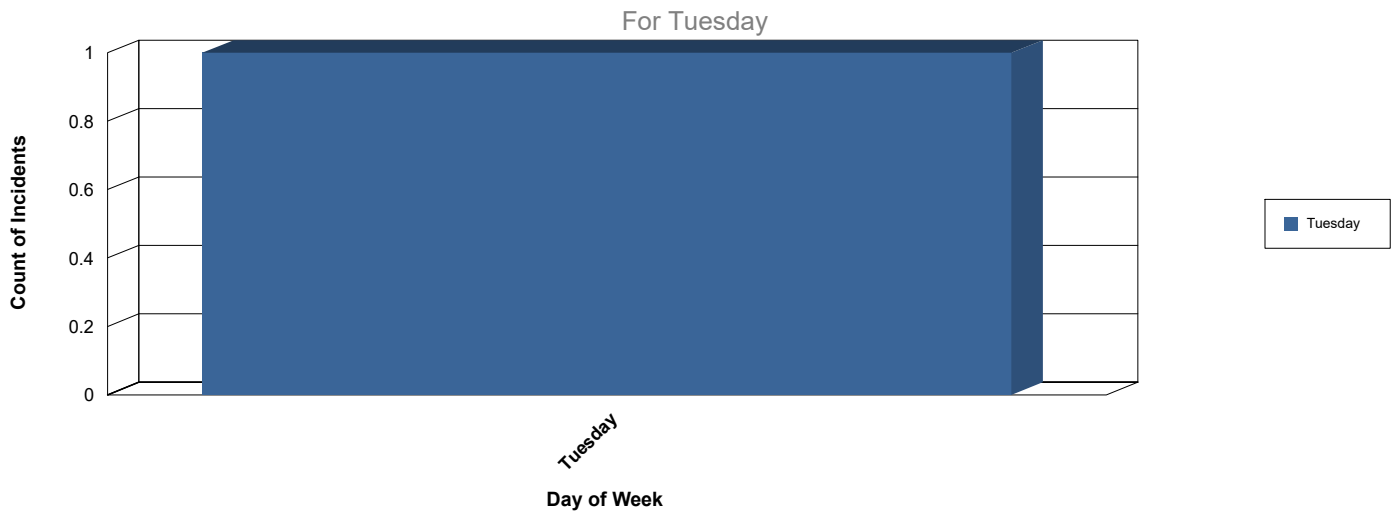 For Tuesday
1
0.8
0.6
0.4
0.2
0
Count of Incidents
Tuesday
Day of Week
Tuesday